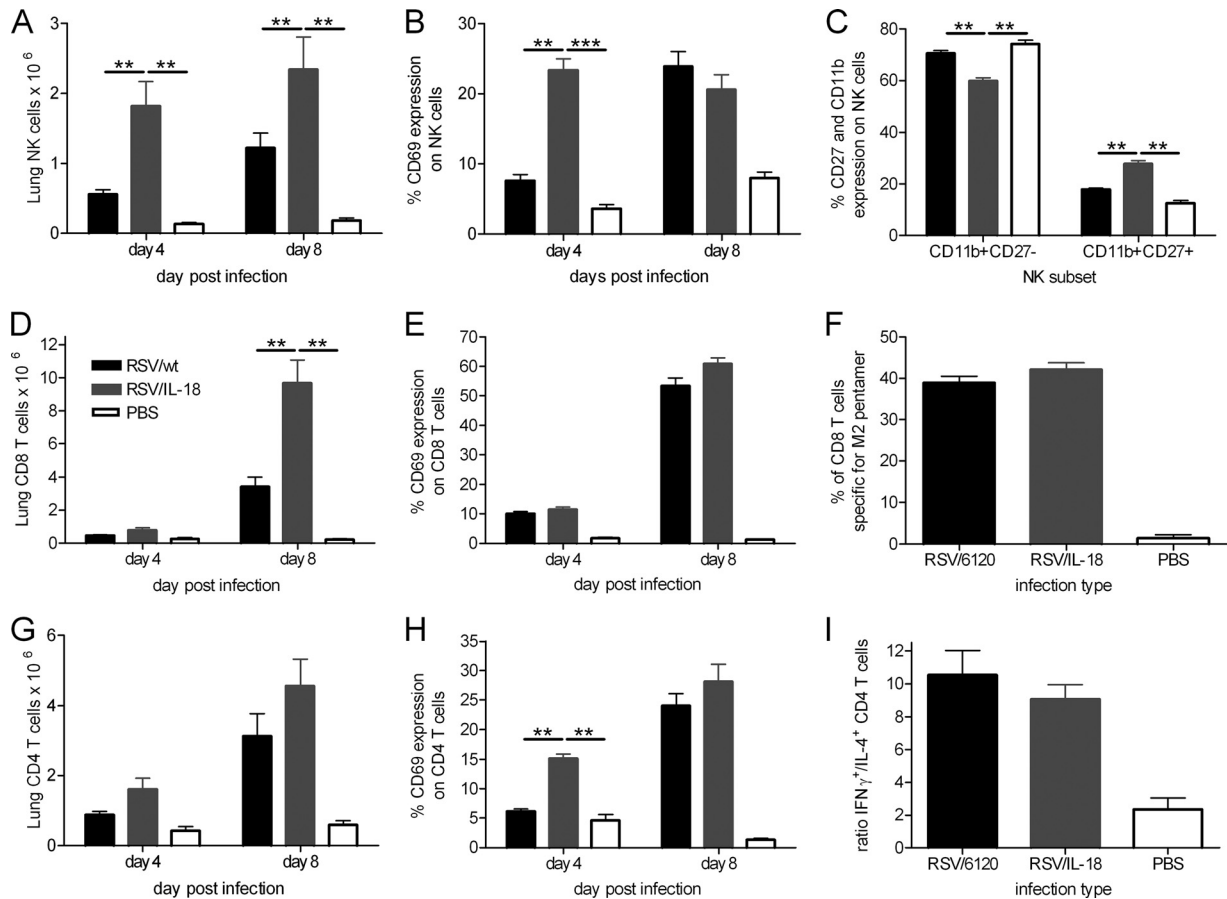 A
Lung NK cells x 10^6
3
2
1
0
** **
** **
day 4
day 8
day post infection
B
% CD69 expression
on NK cells
30
20
10
0
** ***
day 4
day 8
days post infection
C
% CD27 and CD11b
expression on NK cells
80
60
40
20
0
** **
** **
CD11b+CD27-
CD11b+CD27+
NK subset
D
Lung CD8 T cells x 10^6
12
10
8
6
4
2
0
RSV/wt
RSV/IL-18
PBS
** **
day 4
day 8
day post infection
E
% CD69 expression
on CD8 T cells
70
60
50
40
30
20
10
0
day 4
day 8
day post infection
F
% of CD8 T cells
specific for M2 pentamer
50
40
30
20
10
0
RSV/6120
RSV/IL-18
PBS
infection type
G
Lung CD4 T cells x 10^6
6
4
2
0
day 4
day 8
day post infection
H
% CD69 expression
on CD4 T cells
35
30
25
20
15
10
5
0
** **
day 4
day 8
day post infection
I
ratio IFNγ+/IL-4+ CD4 T cells
12
10
8
6
4
2
0
RSV/6120
RSV/IL-18
PBS
infection type